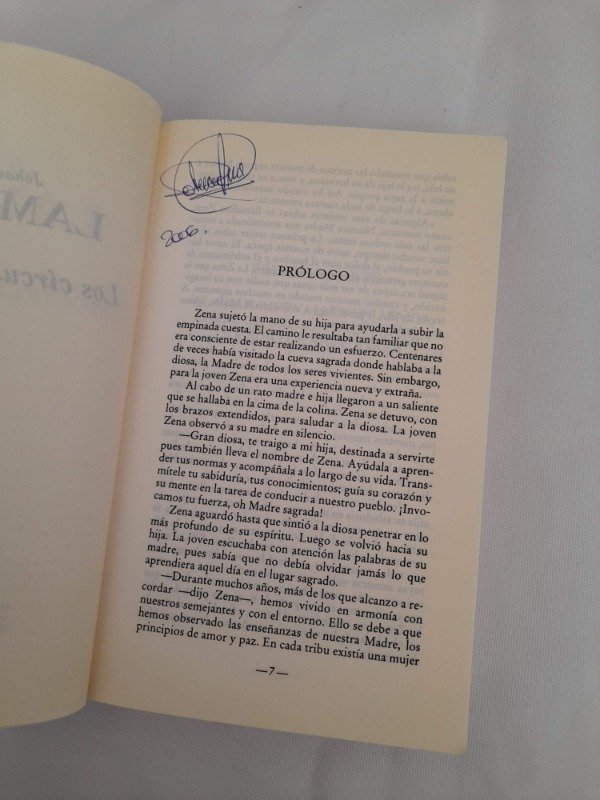 2006.
PRÓLOGO
Zena sujetó la mano de su hija para ayudarla a subir la
empinada cuesta. El camino le resultaba tan familiar que no
era consciente de estar realizando un esfuerzo. Centenares
de veces había visitado la cueva sagrada donde hablaba a la
diosa, la Madre de todos los seres vivientes. Sin embargo,
para la joven Zena era una experiencia nueva y extraña.
Al cabo de un rato madre e hija llegaron a un saliente
que se hallaba en la cima de la colina. Zena se detuvo, con
los brazos extendidos, para saludar a la diosa. La joven
Zena observó a su madre en silencio.
—Gran diosa, te traigo a mi hija, destinada a servirte
pues también lleva el nombre de Zena. Ayúdala a apren-
der tus normas y acompáñala a lo largo de su vida. Trans-
mítele tu sabiduría, tus conocimientos; guía su corazón y
su mente en la tarea de conducir a nuestro pueblo. ¡Invo-
camos tu fuerza, oh Madre sagrada!
Zena aguardó hasta que sintió a la diosa penetrar en lo
más profundo de su espíritu. Luego se volvió hacia su
hija. La joven escuchaba con atención las palabras de su
madre, pues sabía que no debía olvidar jamás lo que
aprendiera aquel día en el lugar sagrado.
—Durante muchos años, más de los que alcanzo a re-
cordar —dijo Zena—, hemos vivido en armonía con
nuestros semejantes y con el entorno. Ello se debe a que
hemos observado las enseñanzas de nuestra Madre, los
principios de amor y paz. En cada tribu existía una mujer
—7—